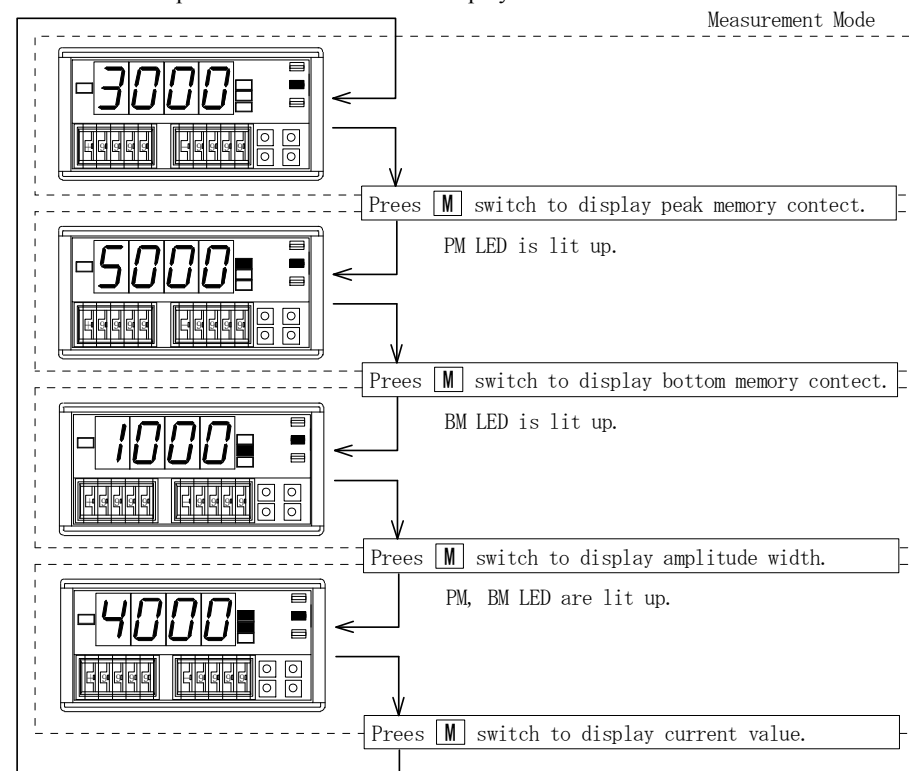 Measurement Mode
3000
Prees M switch to display peak memory contect.
PM LED is lit up.
5000
Prees M switch to display bottom memory contect.
BM LED is lit up.
1000
Prees M switch to display amplitude width.
PM, BM LED are lit up.
4000
Prees M switch to display current value.